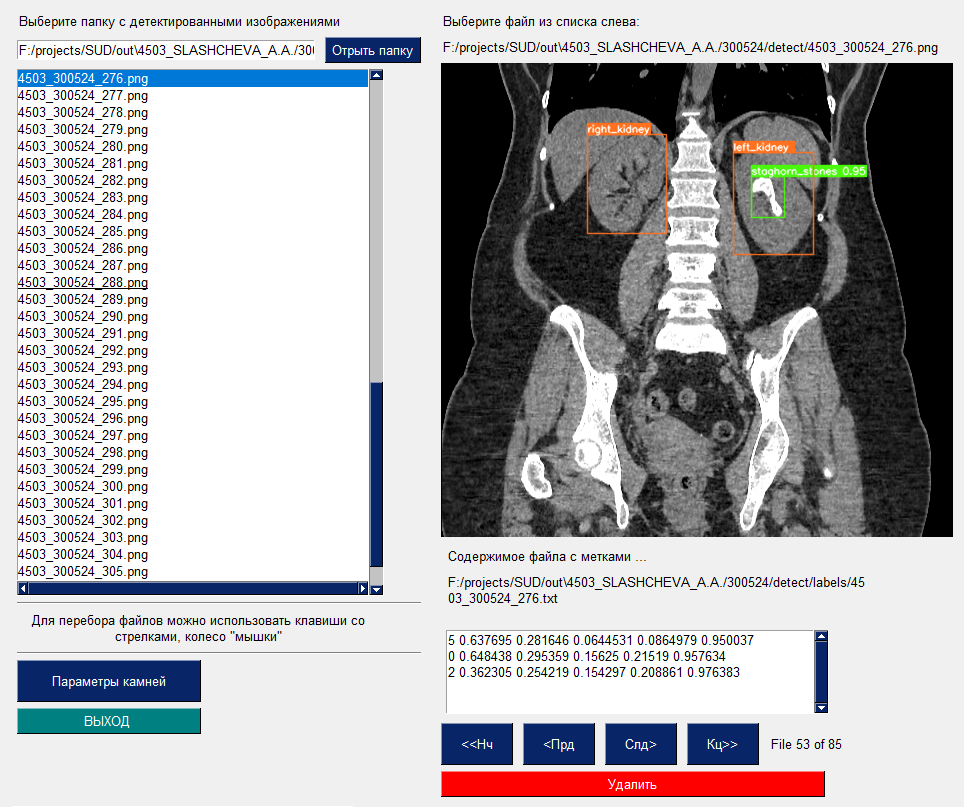 Выберите папку с детектированными изображениями
F:/projects/SUD/out\4503_SLASHCHEVA_A.A./30
Отрыть папку
4503_300524_276.png
4503_300524_277.png
4503_300524_278.png
4503_300524_279.png
4503_300524_280.png
4503_300524_281.png
4503_300524_282.png
4503_300524_283.png
4503_300524_284.png
4503_300524_285.png
4503_300524_286.png
4503_300524_287.png
4503_300524_288.png
4503_300524_289.png
4503_300524_290.png
4503_300524_291.png
4503_300524_292.png
4503_300524_293.png
4503_300524_294.png
4503_300524_295.png
4503_300524_296.png
4503_300524_297.png
4503_300524_298.png
4503_300524_299.png
4503_300524_300.png
4503_300524_301.png
4503_300524_302.png
4503_300524_303.png
4503_300524_304.png
4503_300524_305.png
Для перебора файлов можно использовать клавиши со
стрелками, колесо "мышки"
Параметры камней
ВЫХОД
Выберите файл из списка слева:
F:/projects/SUD/out\4503_SLASHCHEVA_A.A./300524/detect/4503_300524_276.png
right_kidney
left_kidney
staghorn_stones 0.95
Содержимое файла с метками ...
F:/projects/SUD/out\4503_SLASHCHEVA_A.A./300524/detect/labels/45
03_300524_276.txt
5 0.637695 0.281646 0.0644531 0.0864979 0.950037
0 0.648438 0.295359 0.15625 0.21519 0.957634
2 0.362305 0.254219 0.154297 0.208861 0.976383
<<Нч
<Прд
Слд>
Кц>>
File 53 of 85
Удалить